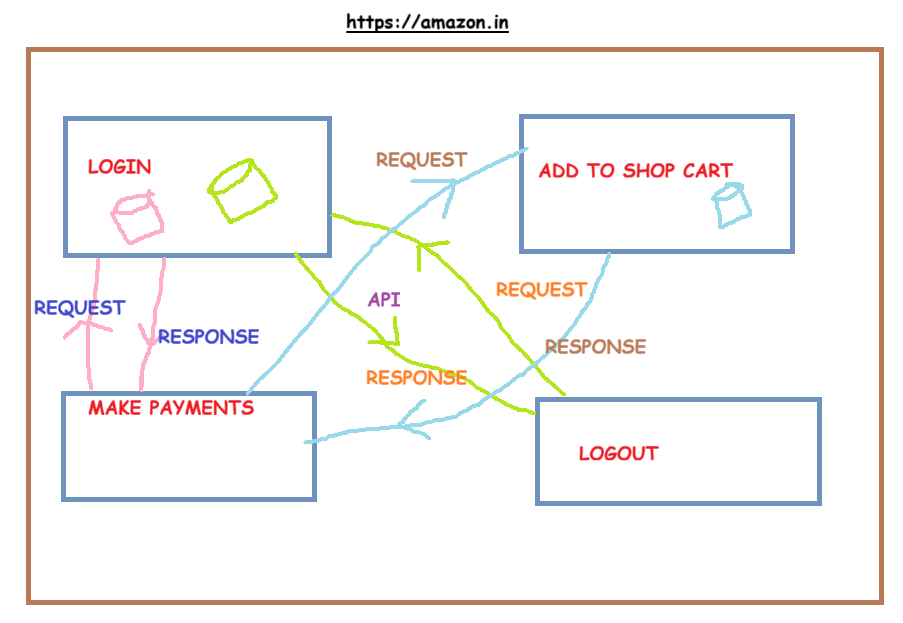 https://amazon.in
REQUEST
LOGIN
ADD TO SHOP CART
REQUEST
API
REQUEST
RESPONSE
RESPONSE
RESPONSE
MAKE PAYMENTS
LOGOUT